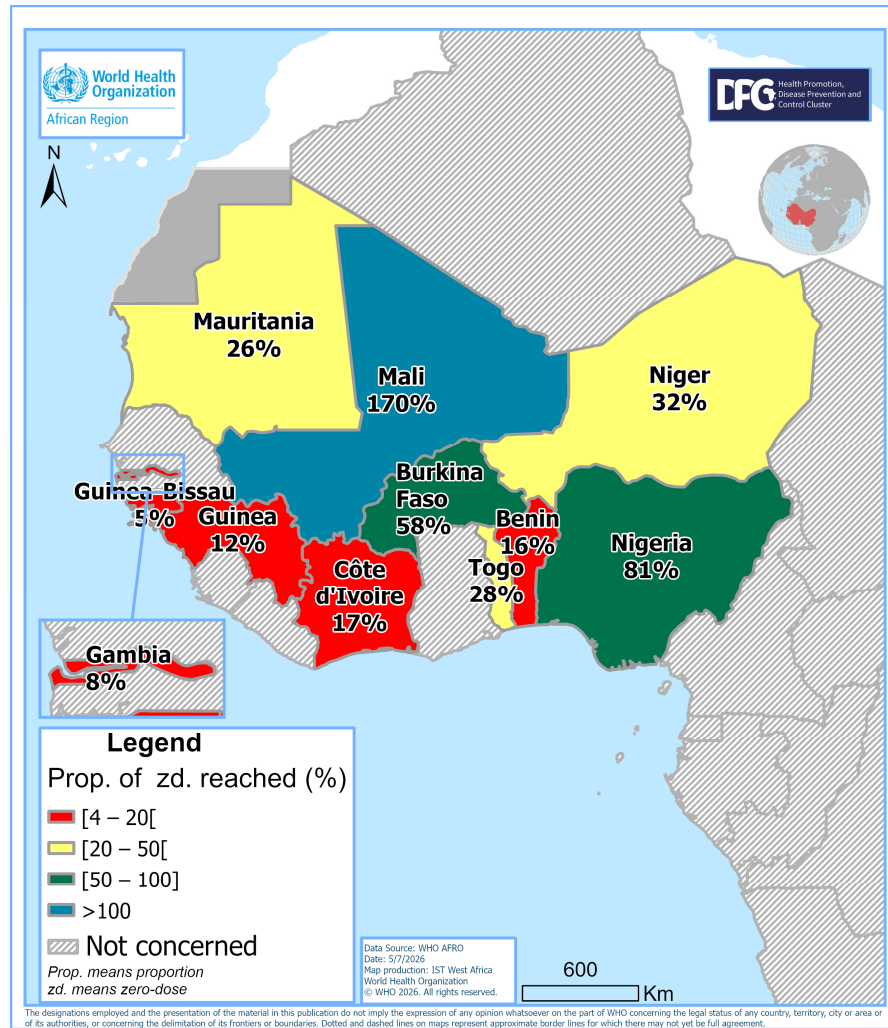 World Health
Organization
African Region
DPC
Health Promotion,
Disease Prevention and
Control Cluster
N
Mauritania
26%
Mali
170%
Niger
32%
Burkina
Faso
58%
Guinea-Bissau
5%
Guinea
12%
Benin
16%
Nigeria
81%
Côte
d'Ivoire
17%
Togo
28%
Gambia
8%
Legend
Prop. of zd. reached (%)
[4 – 20[
[20 – 50[
[50 – 100]
>100
Not concerned
Prop. means proportion
zd. means zero-dose
Data Source: WHO AFRO
Date: 5/7/2026
Map production: IST West Africa
World Health Organization
© WHO 2026. All rights reserved.
600
Km
The designations employed and the presentation of the material in this publication do not imply the expression of any opinion whatsoever on the part of WHO concerning the legal status of any country, territory, city or area or
of its authorities, or concerning the delimitation of its frontiers or boundaries. Dotted and dashed lines on maps represent approximate border lines for which there may not yet be full agreement.